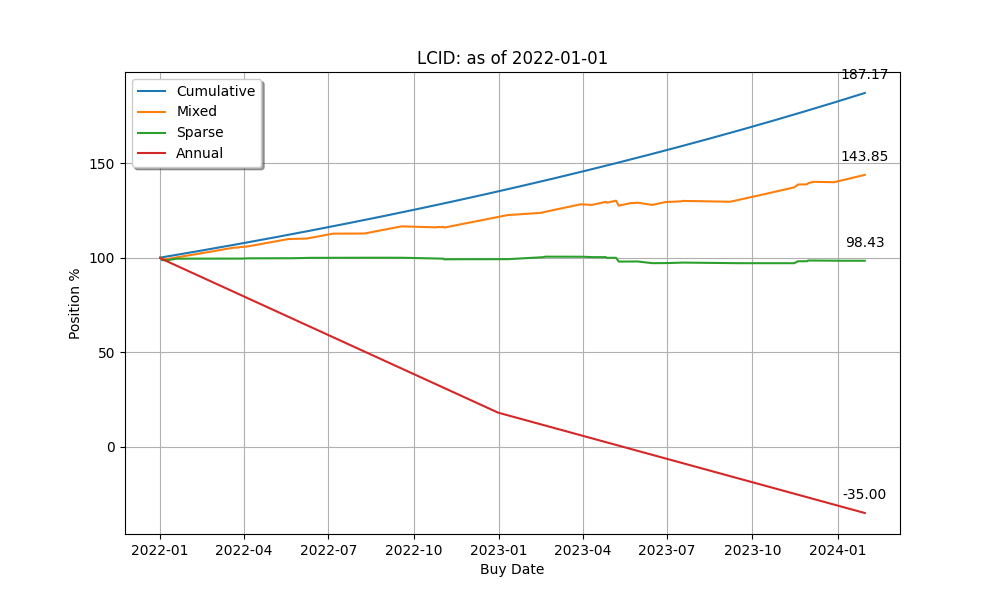 LCID: as of 2022-01-01
Cumulative
Mixed
Sparse
Annual
187.17
143.85
98.43
-35.00
150
100
50
0
Position %
2022-01 2022-04 2022-07 2022-10 2023-01 2023-04 2023-07 2023-10 2024-01
Buy Date